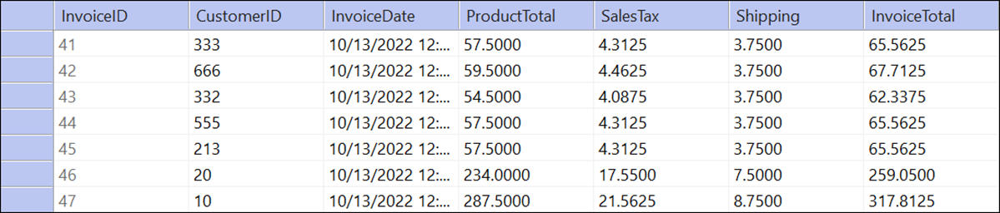 InvoiceID CustomerID InvoiceDate ProductTotal SalesTax Shipping InvoiceTotal
41 333 10/13/2022 12:... 57.5000 4.3125 3.7500 65.5625
42 666 10/13/2022 12:... 59.5000 4.4625 3.7500 67.7125
43 332 10/13/2022 12:... 54.5000 4.0875 3.7500 62.3375
44 555 10/13/2022 12:... 57.5000 4.3125 3.7500 65.5625
45 213 10/13/2022 12:... 57.5000 4.3125 3.7500 65.5625
46 20 10/13/2022 12:... 234.0000 17.5500 7.5000 259.0500
47 10 10/13/2022 12:... 287.5000 21.5625 8.7500 317.8125